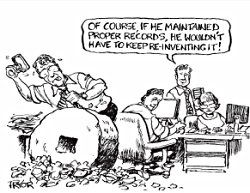 OF COURSE, IF HE MAINTAINED
PROPER RECORDS, HE WOULDN'T
HAVE TO KEEP RE-INVENTING IT!